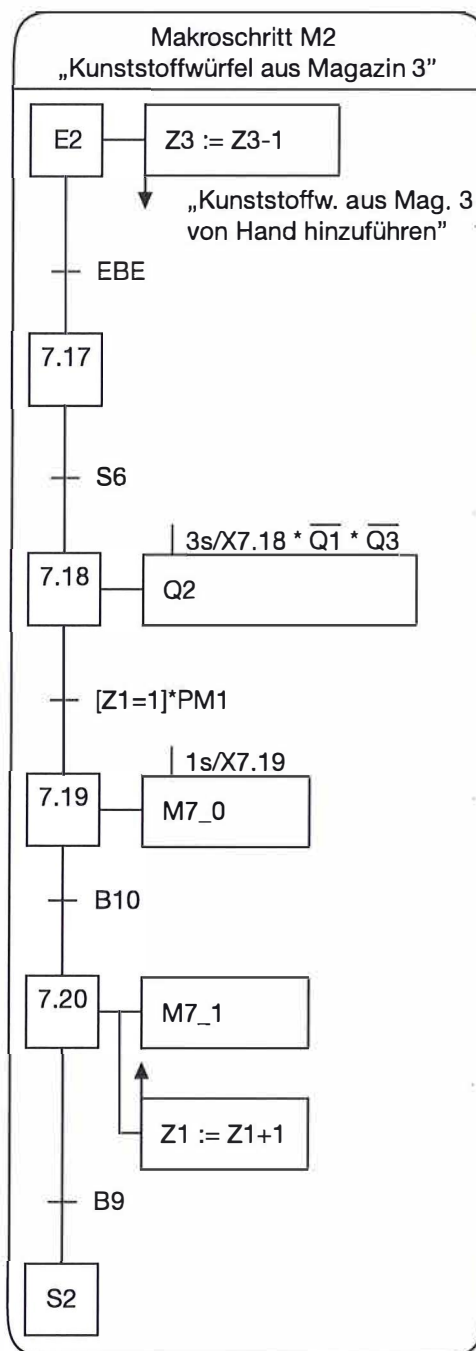 Makroschritt M2
„Kunststoffwürfel aus Magazin 3”
E2
Z3 := Z3-1
„Kunststoffw. aus Mag. 3
von Hand hinzuführen”
EBE
7.17
S6
3s/X7.18 * Q̅1̅ * Q̅3̅
7.18
Q2
[Z1=1]*PM1
1s/X7.19
7.19
M7_0
B10
7.20
M7_1
Z1 := Z1+1
B9
S2